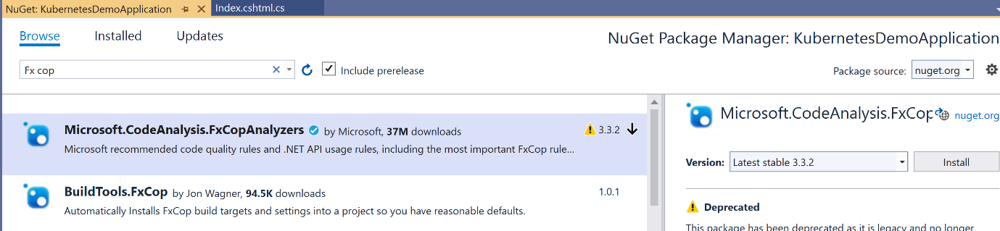 NuGet: KubernetesDemoApplication
Index.cshtml.cs
Browse Installed Updates
NuGet Package Manager: KubernetesDemoApplication
Fx cop
Include prerelease
Package source: nuget.org
Microsoft.CodeAnalysis.FxCopAnalyzers by Microsoft, 37M downloads 3.3.2
Microsoft recommended code quality rules and .NET API usage rules, including the most important FxCop rule...
BuildTools.FxCop by Jon Wagner, 94.5K downloads 1.0.1
Automatically Installs FxCop build targets and settings into a project so you have reasonable defaults.
Microsoft.CodeAnalysis.FxCop nuget.org
Version: Latest stable 3.3.2 Install
Deprecated
This package has been deprecated as it is legacy and no longer